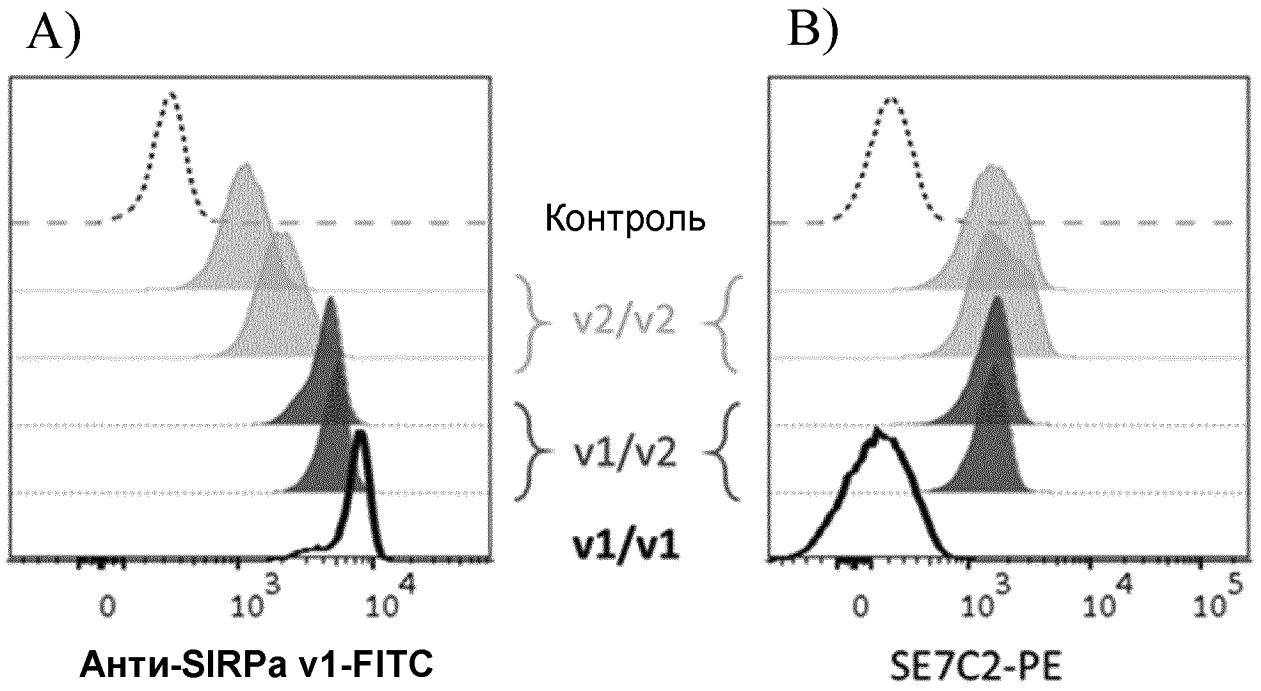 A)
B)
Контроль
v2/v2
v1/v2
v1/v1
0 10³ 10⁴
0 10³ 10⁴ 10⁵
Анти-SIRPa v1-FITC
SE7C2-PE